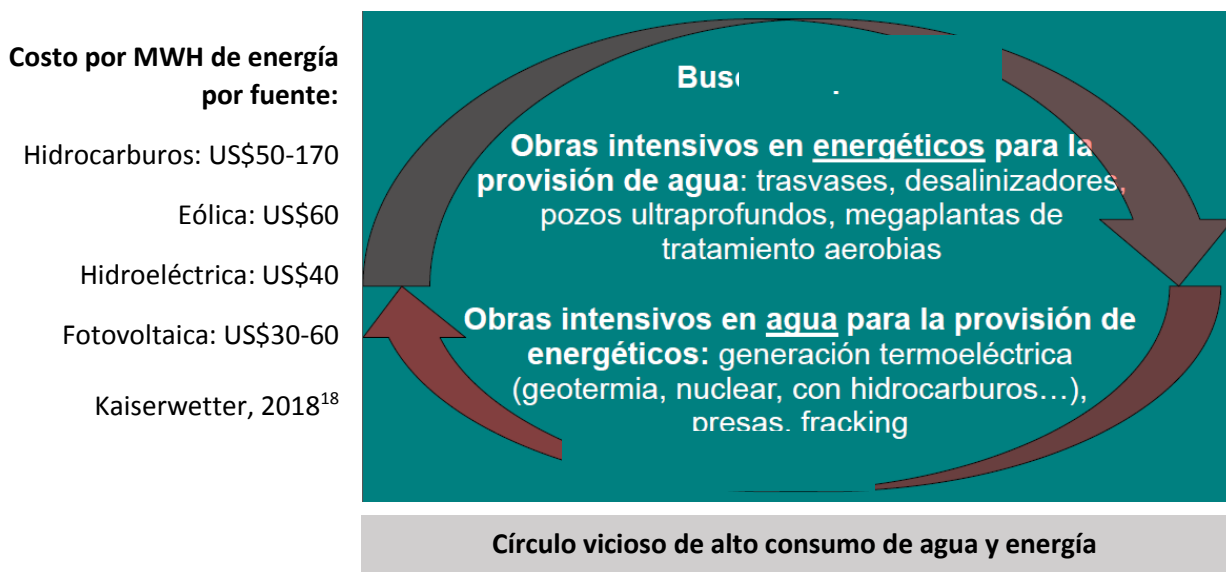 Costo por MWH de energía
por fuente:
Hidrocarburos: US$50-170
Eólica: US$60
Hidroeléctrica: US$40
Fotovoltaica: US$30-60
Kaiserwetter, 2018¹⁸
Obras intensivos en energéticos para la
provisión de agua: trasvases, desalinizadores,
pozos ultraprofundos, megaplantas de
tratamiento aerobias
Obras intensivos en agua para la provisión de
energéticos: generación termoeléctrica
(geotermia, nuclear, con hidrocarburos...),
presas, fracking
Círculo vicioso de alto consumo de agua y energía